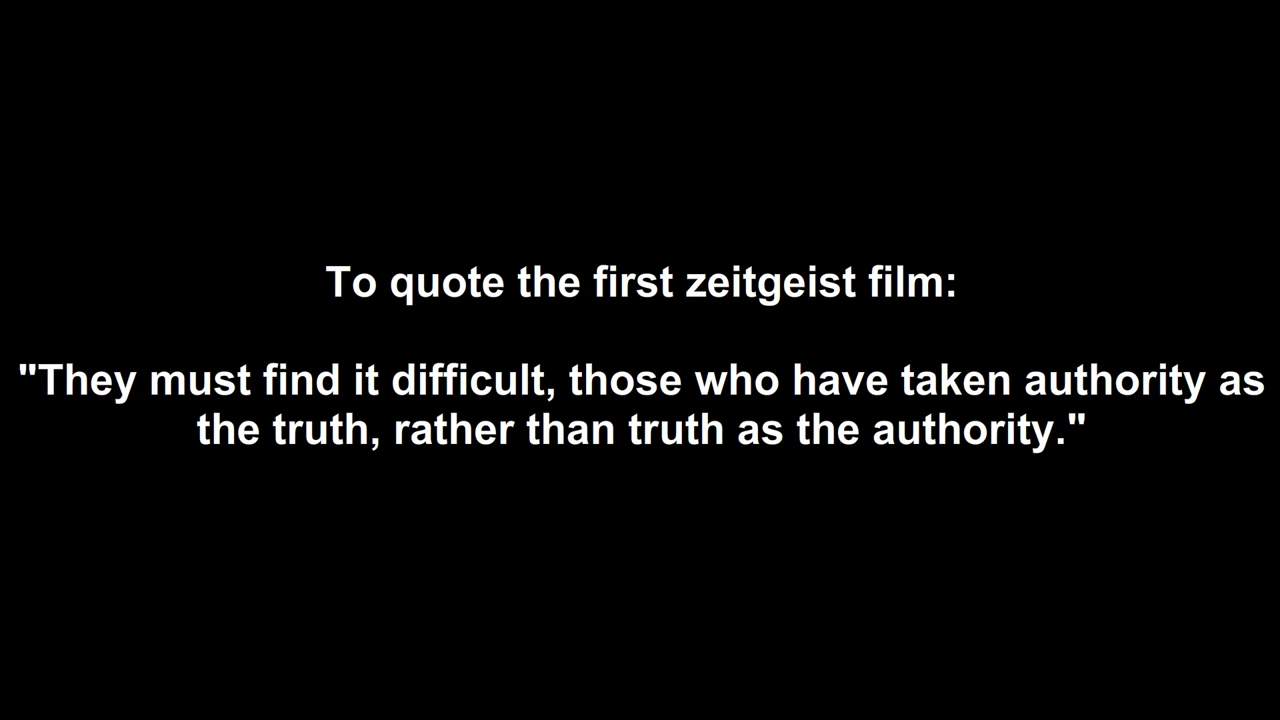 To quote the first zeitgeist film:
"They must find it difficult, those who have taken authority as
the truth, rather than truth as the authority."